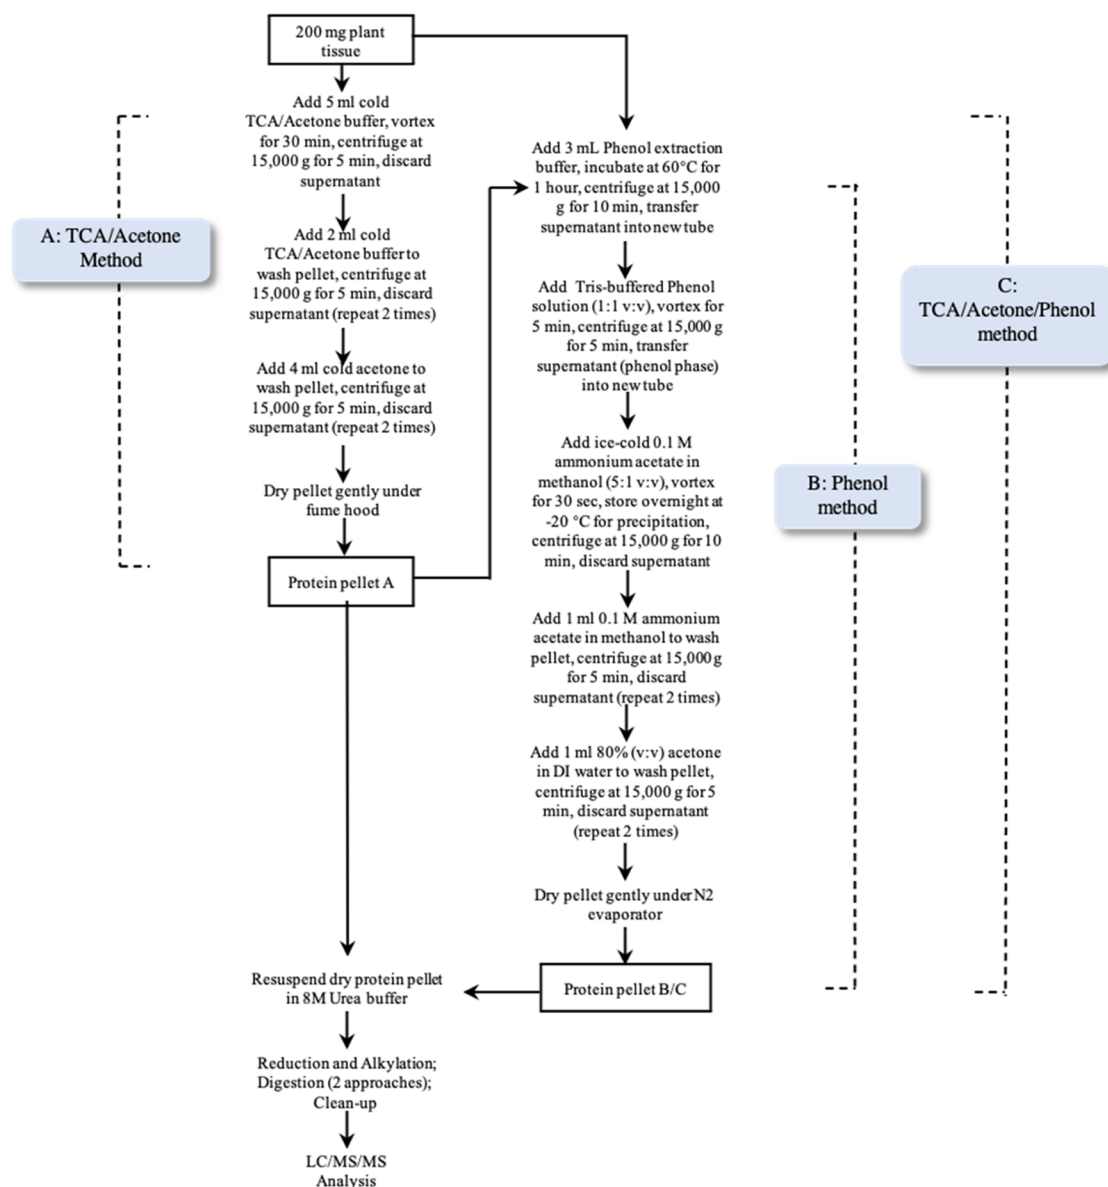 200 mg plant
tissue
Add 5 ml cold
TCA/Acetone buffer, vortex
for 30 min, centrifuge at
15,000 g for 5 min, discard
supernatant
Add 2 ml cold
TCA/Acetone buffer to
wash pellet, centrifuge at
15,000 g for 5 min, discard
supernatant (repeat 2 times)
Add 4 ml cold acetone to
wash pellet, centrifuge at
15,000 g for 5 min, discard
supernatant (repeat 2 times)
Dry pellet gently under
fume hood
Protein pellet A
A: TCA/Acetone
Method
Add 3 mL Phenol extraction
buffer, incubate at 60°C for
1 hour, centrifuge at 15,000
g for 10 min, transfer
supernatant into new tube
Add Tris-buffered Phenol
solution (1:1 v:v), vortex for
5 min, centrifuge at 15,000 g
for 5 min, transfer
supernatant (phenol phase)
into new tube
Add ice-cold 0.1 M
ammonium acetate in
methanol (5:1 v:v), vortex
for 30 sec, store overnight at
-20 °C for precipitation,
centrifuge at 15,000 g for 10
min, discard supernatant
Add 1 ml 0.1 M ammonium
acetate in methanol to wash
pellet, centrifuge at 15,000 g
for 5 min, discard
supernatant (repeat 2 times)
Add 1 ml 80% (v:v) acetone
in DI water to wash pellet,
centrifuge at 15,000 g for 5
min, discard supernatant
(repeat 2 times)
Dry pellet gently under N2
evaporator
Protein pellet B/C
B: Phenol
method
C:
TCA/Acetone/Phenol
method
Resuspend dry protein pellet
in 8M Urea buffer
Reduction and Alkylation;
Digestion (2 approaches);
Clean-up
LC/MS/MS
Analysis